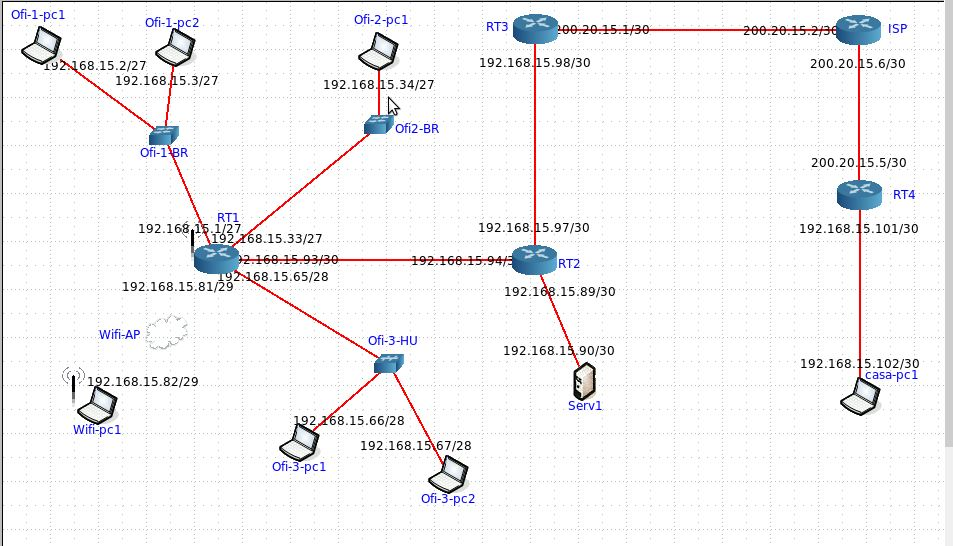 Ofi-1-pc1
Ofi-1-pc2
Ofi-2-pc1
RT3
200.20.15.1/30
200.20.15.2/30
ISP
192.168.15.2/27
192.168.15.3/27
192.168.15.34/27
192.168.15.98/30
200.20.15.6/30
Ofi-1-BR
Ofi2-BR
200.20.15.5/30
RT4
RT1
192.168.15.1/27
192.168.15.33/27
192.168.15.97/30
192.168.15.101/30
92.168.15.93/30
192.168.15.94/3
RT2
192.168.15.65/28
192.168.15.81/29
192.168.15.89/30
Wifi-AP
Ofi-3-HU
192.168.15.90/30
192.168.15.102/30
casa-pc1
192.168.15.82/29
Serv1
Wifi-pc1
192.168.15.66/28
192.168.15.67/28
Ofi-3-pc1
Ofi-3-pc2